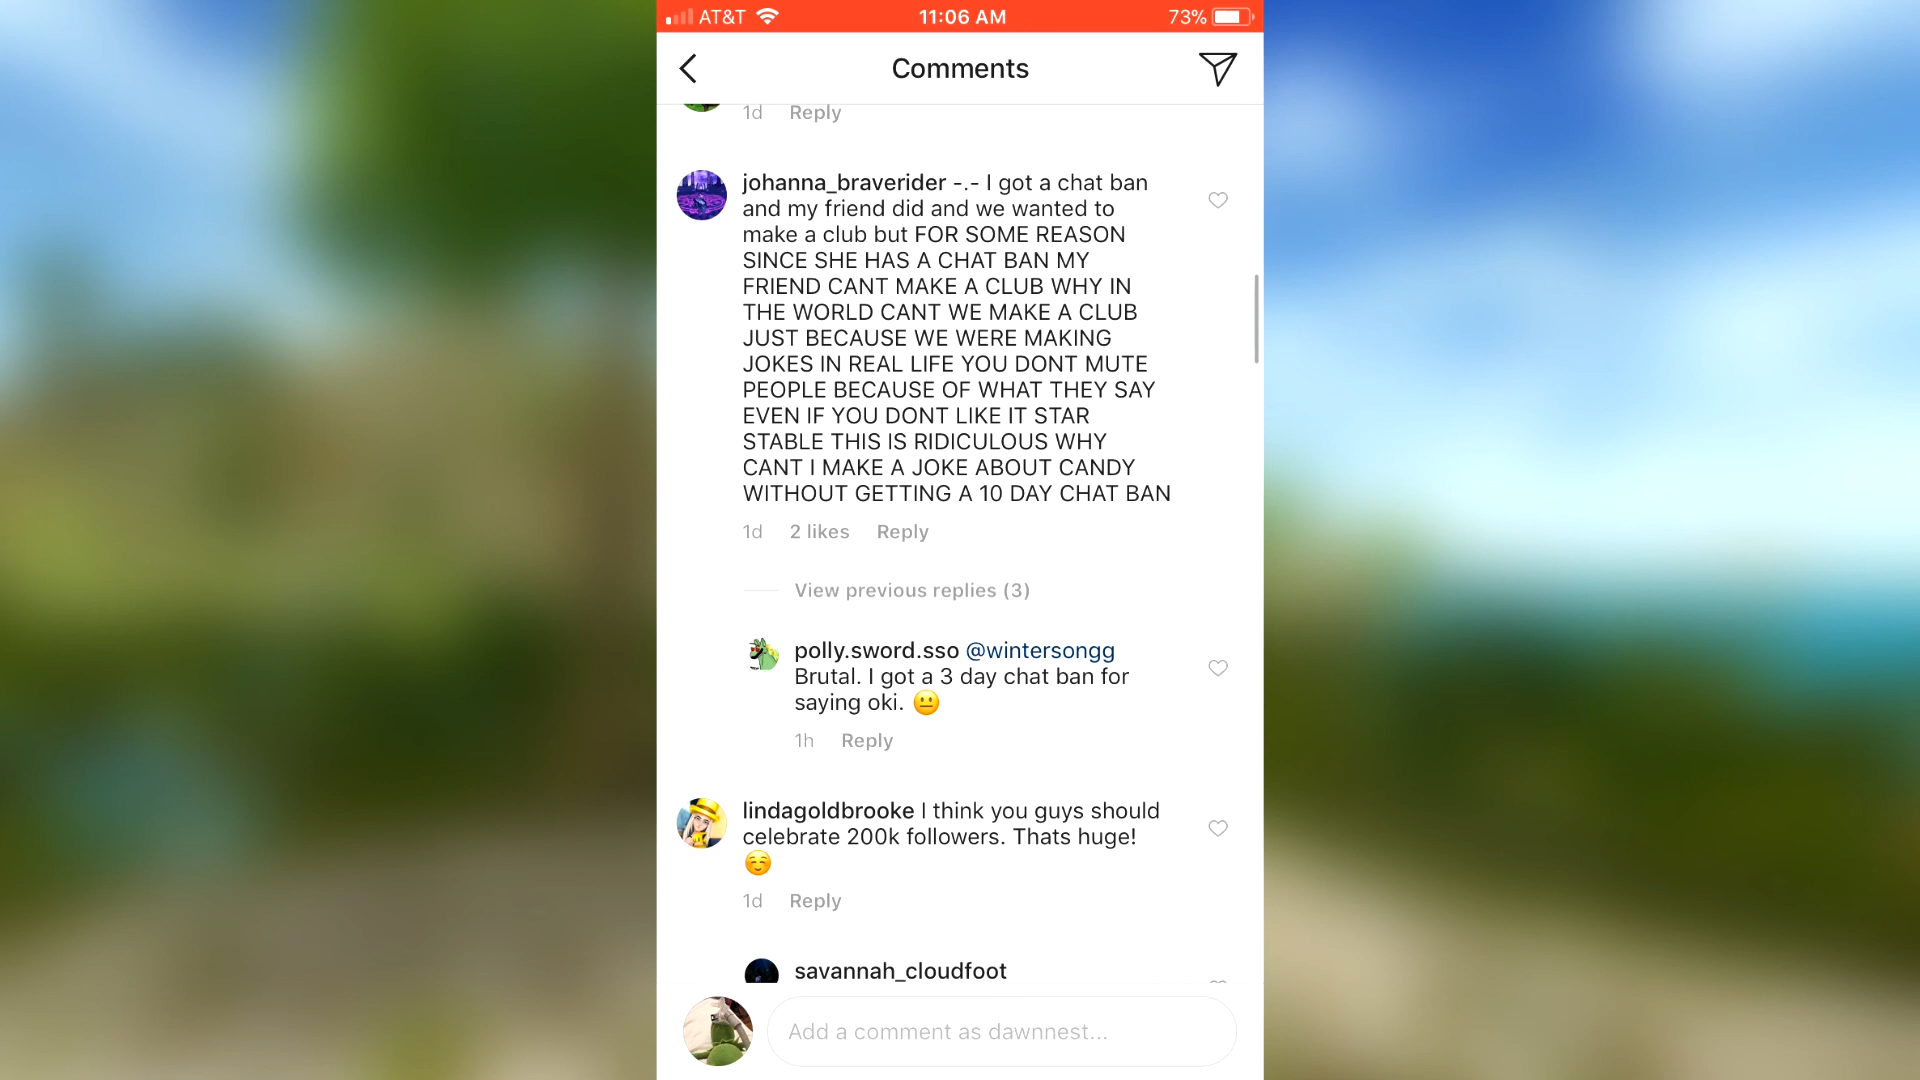 AT&T 11:06 AM 73%
Comments
1d Reply
johanna_braverider -.- I got a chat ban
and my friend did and we wanted to
make a club but FOR SOME REASON
SINCE SHE HAS A CHAT BAN MY
FRIEND CANT MAKE A CLUB WHY IN
THE WORLD CANT WE MAKE A CLUB
JUST BECAUSE WE WERE MAKING
JOKES IN REAL LIFE YOU DONT MUTE
PEOPLE BECAUSE OF WHAT THEY SAY
EVEN IF YOU DONT LIKE IT STAR
STABLE THIS IS RIDICULOUS WHY
CANT I MAKE A JOKE ABOUT CANDY
WITHOUT GETTING A 10 DAY CHAT BAN
1d 2 likes Reply
View previous replies (3)
polly.sword.sso @wintersongg
Brutal. I got a 3 day chat ban for
saying oki. 😐
1h Reply
lindagoldbrooke I think you guys should
celebrate 200k followers. Thats huge!
☺️
1d Reply
savannah_cloudfoot
Add a comment as dawnnest...